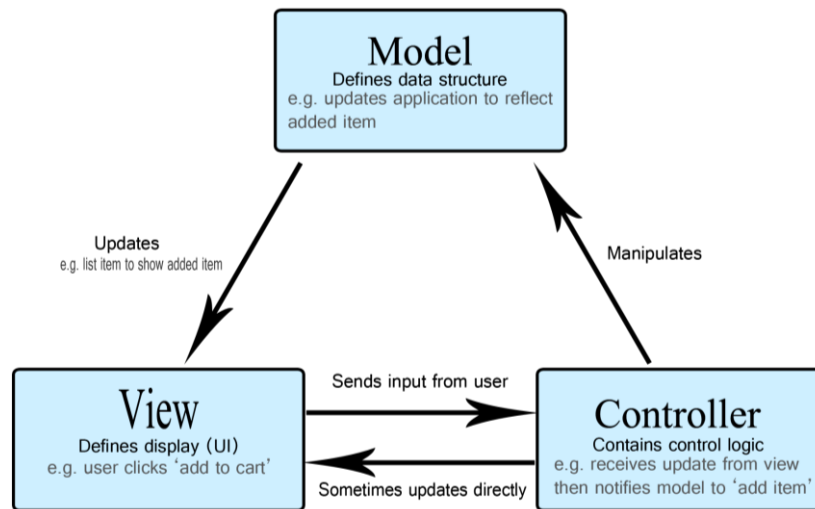 Model
Defines data structure
e.g. updates application to reflect
added item
Updates
e.g. list item to show added item
Manipulates
View
Defines display (UI)
e.g. user clicks ‘add to cart’
Sends input from user
Sometimes updates directly
Controller
Contains control logic
e.g. receives update from view
then notifies model to ‘add item’